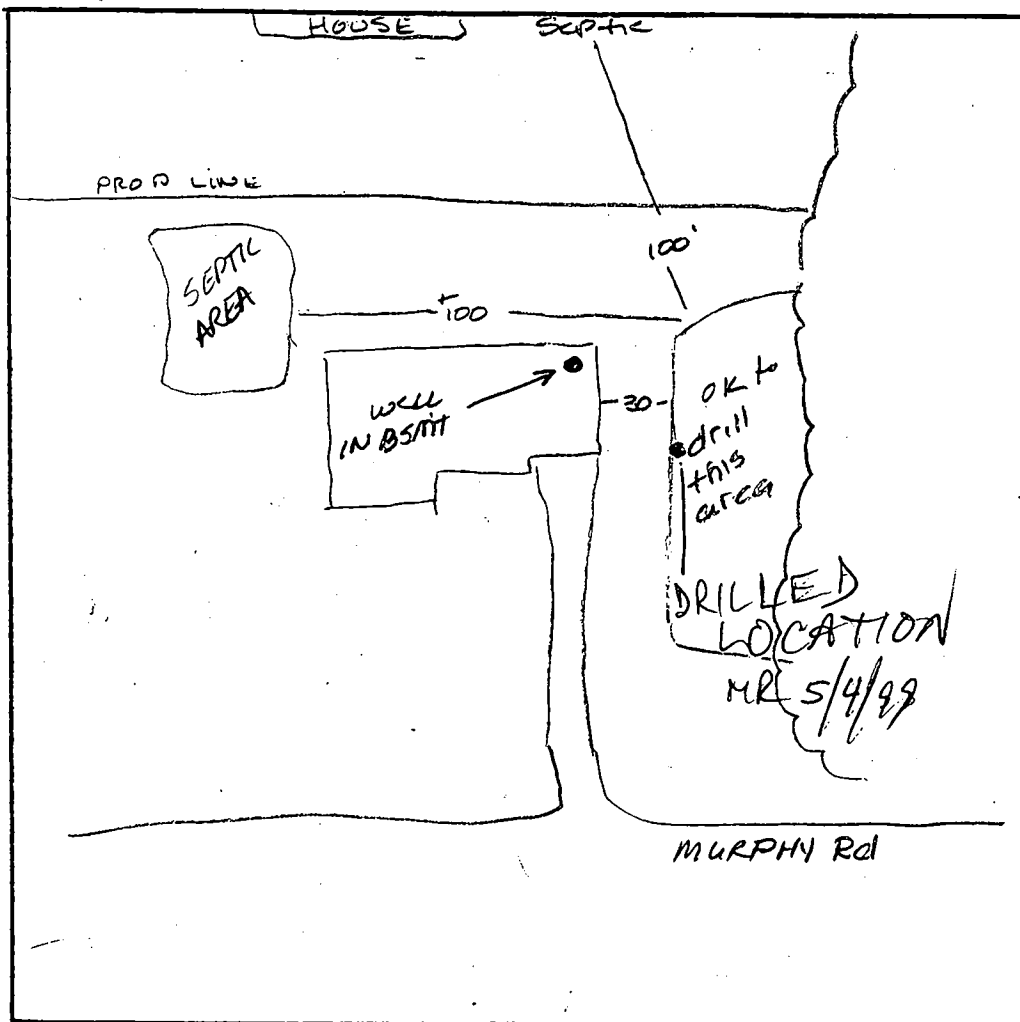 HOUSE
Septic
PROP LINE
100'
SEPTIC
AREA
+100
WELL
IN BSMT
30
OK to
drill
this
area
DRILLED
LOCATION
MR 5/4/99
MURPHY Rd